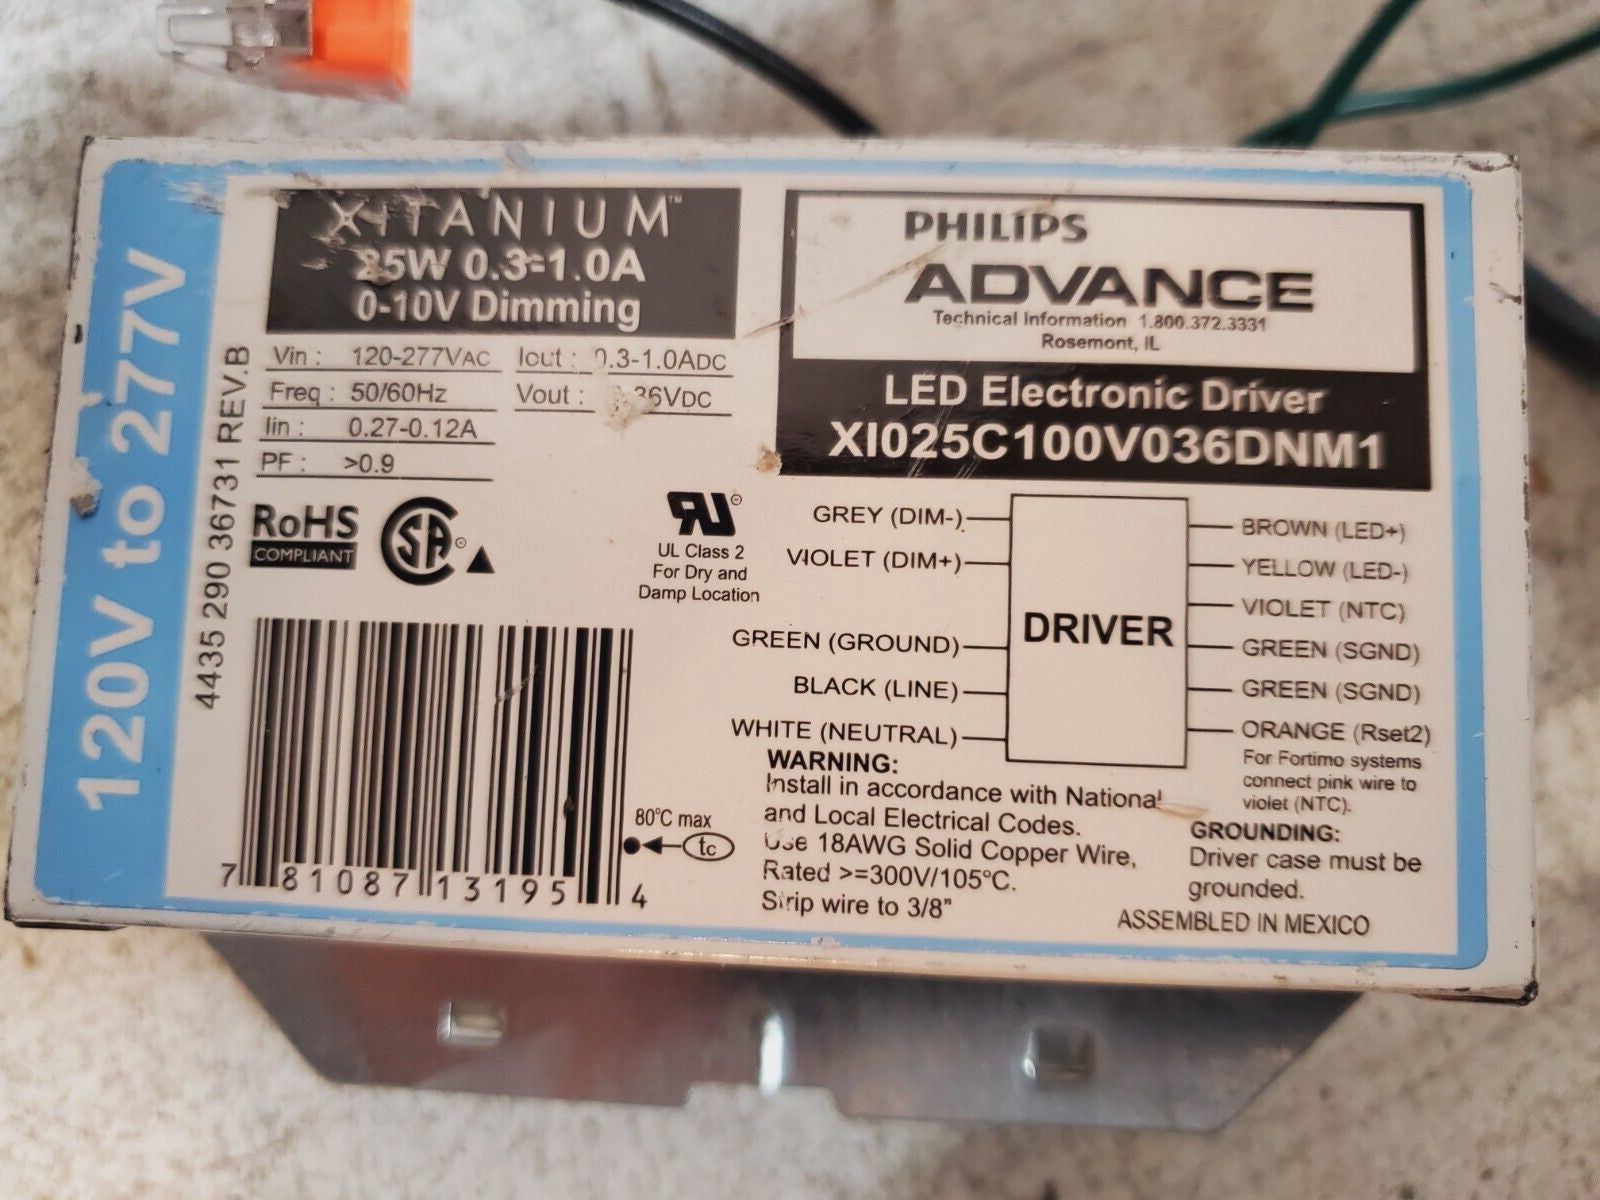 120V to 277V
4435 290 36731 REV.B
XITANIUM™
25W 0.3-1.0A
0-10V Dimming
Vin : 120-277VAC
Freq : 50/60Hz
Iin : 0.27-0.12A
PF : >0.9
Iout : 0.3-1.0ADC
Vout : 36VDC
RoHS
COMPLIANT
UL Class 2
For Dry and
Damp Location
7 81087 13195 4
80°C max
tc
PHILIPS
ADVANCE
Technical Information 1.800.372.3331
Rosemont, IL
LED Electronic Driver
XI025C100V036DNM1
GREY (DIM-)
VIOLET (DIM+)
GREEN (GROUND)
BLACK (LINE)
WHITE (NEUTRAL)
DRIVER
BROWN (LED+)
YELLOW (LED-)
VIOLET (NTC)
GREEN (SGND)
GREEN (SGND)
ORANGE (Rset2)
For Fortimo systems
connect pink wire to
violet (NTC).
WARNING:
Install in accordance with National
and Local Electrical Codes.
Use 18AWG Solid Copper Wire,
Rated >=300V/105°C.
Strip wire to 3/8"
GROUNDING:
Driver case must be
grounded.
ASSEMBLED IN MEXICO